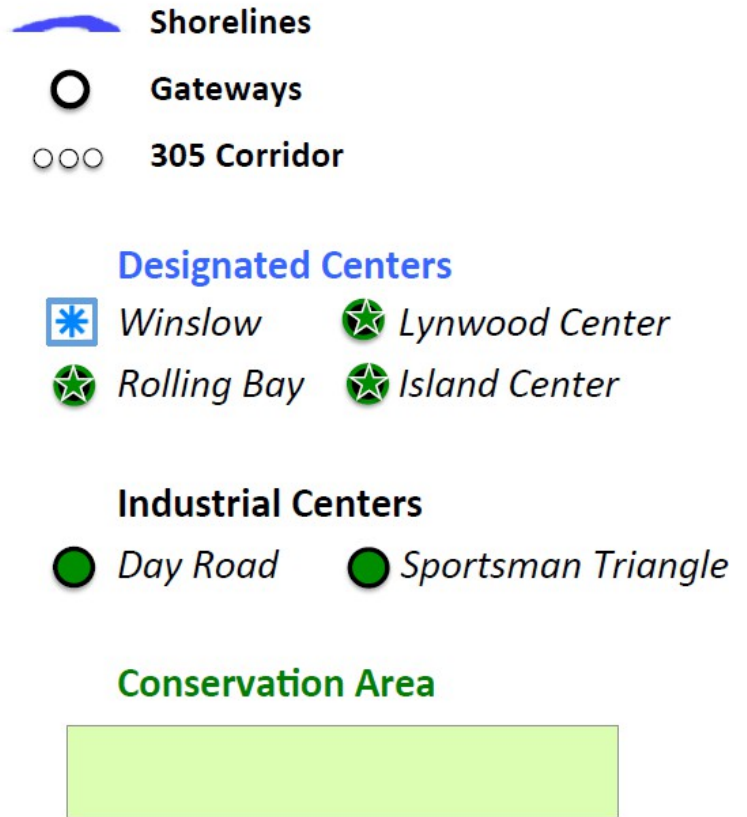 Shorelines
Gateways
305 Corridor
Designated Centers
Winslow Lynwood Center
Rolling Bay Island Center
Industrial Centers
Day Road Sportsman Triangle
Conservation Area